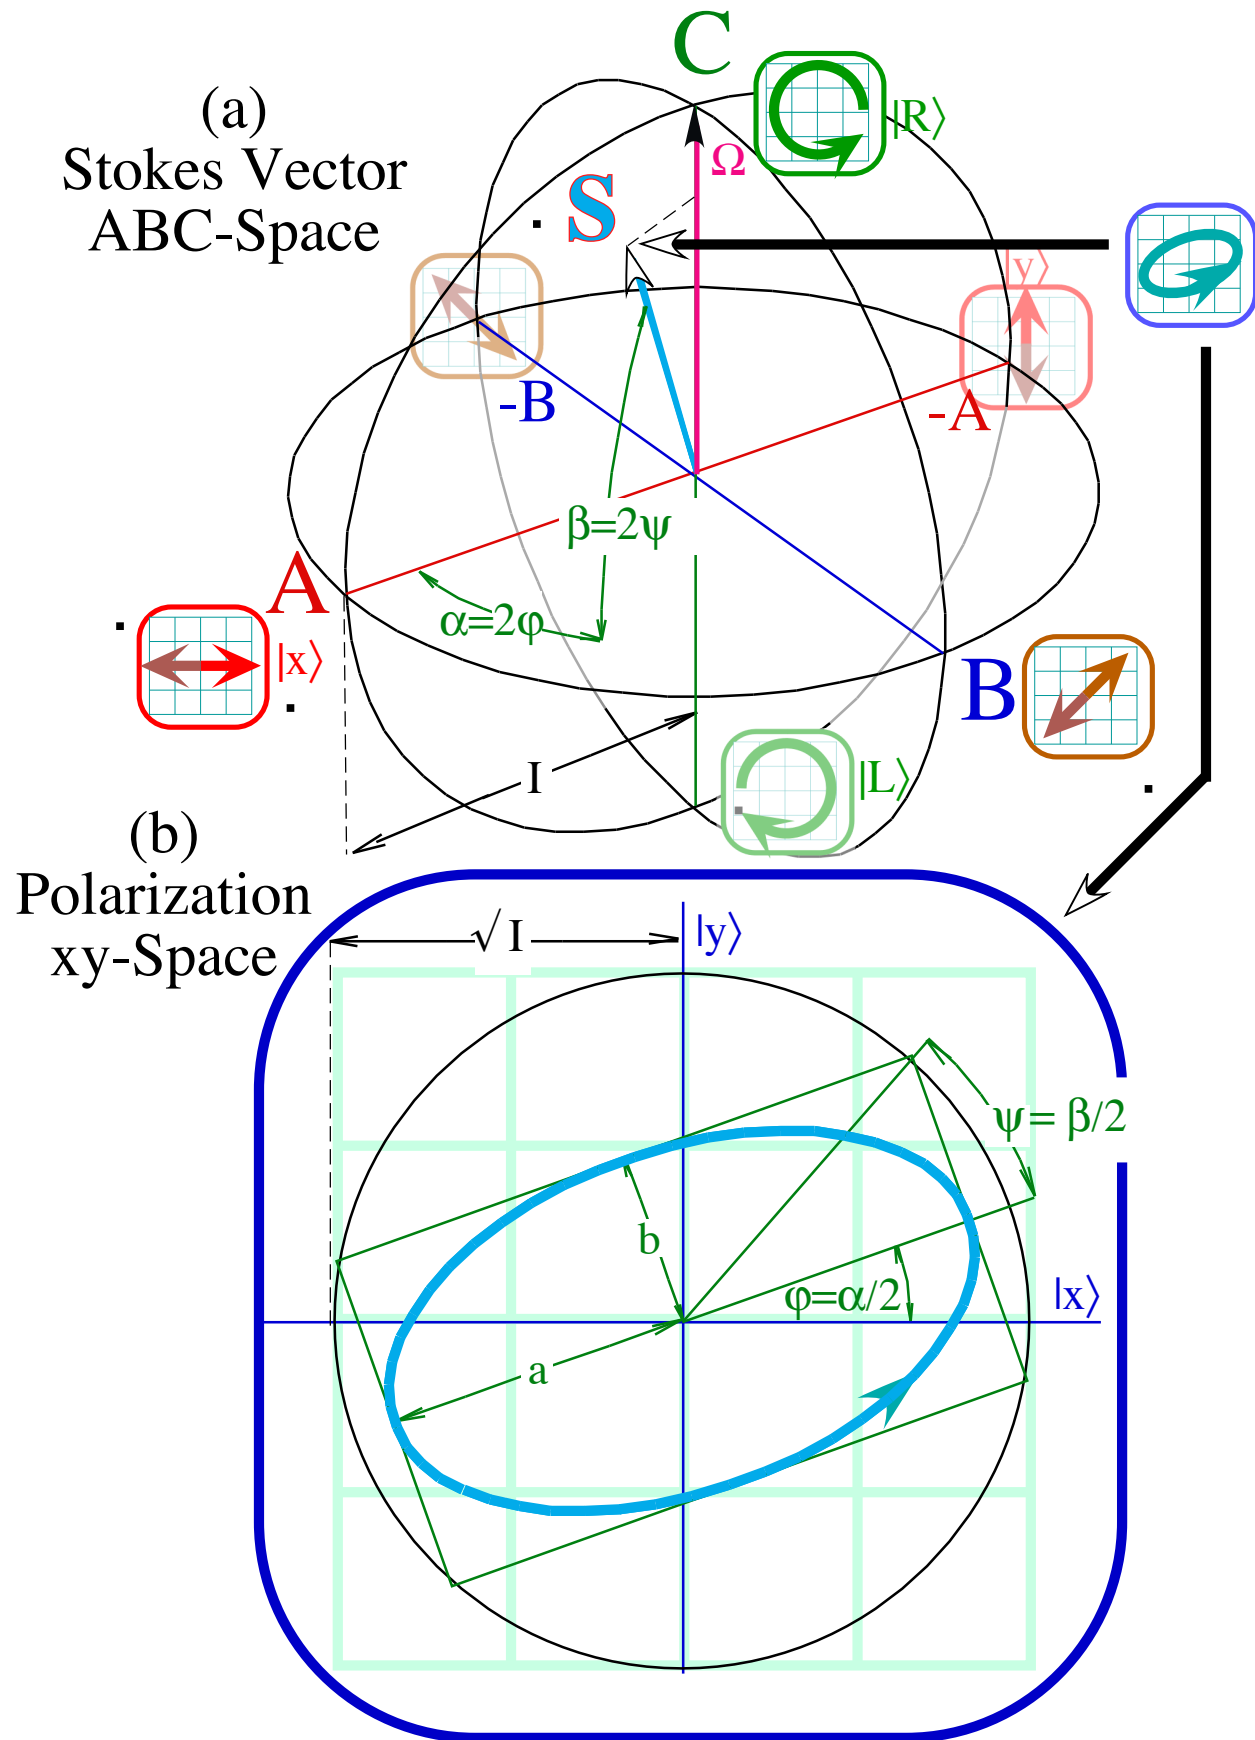 (a)
Stokes Vector
ABC-Space
C
|R⟩
Ω
S
|y⟩
-B
-A
β=2ψ
A
α=2φ
|x⟩
B
I
|L⟩
(b)
Polarization
xy-Space
√ I
|y⟩
ψ= β/2
b
φ=α/2
|x⟩
a